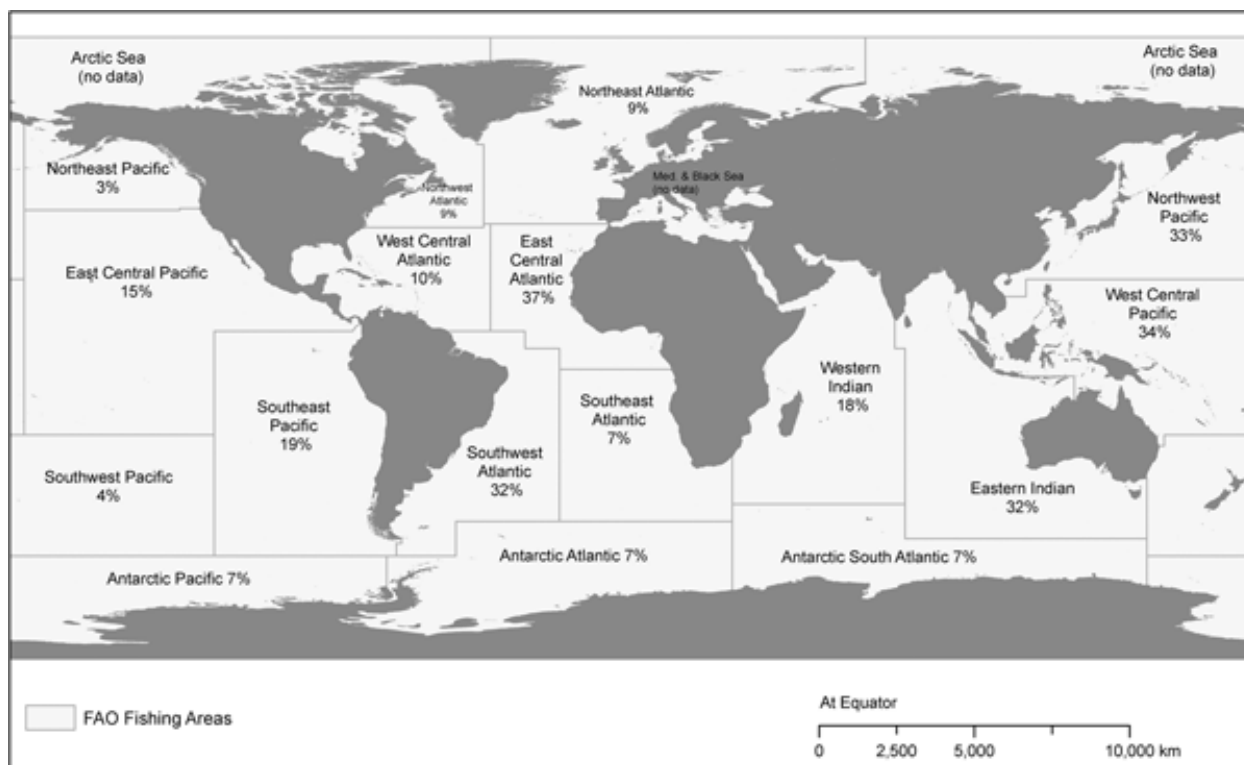 Arctic Sea
(no data)
Arctic Sea
(no data)
Northeast Atlantic
9%
Northeast Pacific
3%
Northwest
Atlantic
9%
Med. & Black Sea
(no data)
Northwest
Pacific
33%
West Central
Atlantic
10%
East
Central
Atlantic
37%
East Central Pacific
15%
West Central
Pacific
34%
Western
Indian
18%
Southeast
Pacific
19%
Southeast
Atlantic
7%
Southwest
Atlantic
32%
Southwest Pacific
4%
Eastern Indian
32%
Antarctic Atlantic 7%
Antarctic South Atlantic 7%
Antarctic Pacific 7%
FAO Fishing Areas
At Equator
0 2,500 5,000 10,000 km